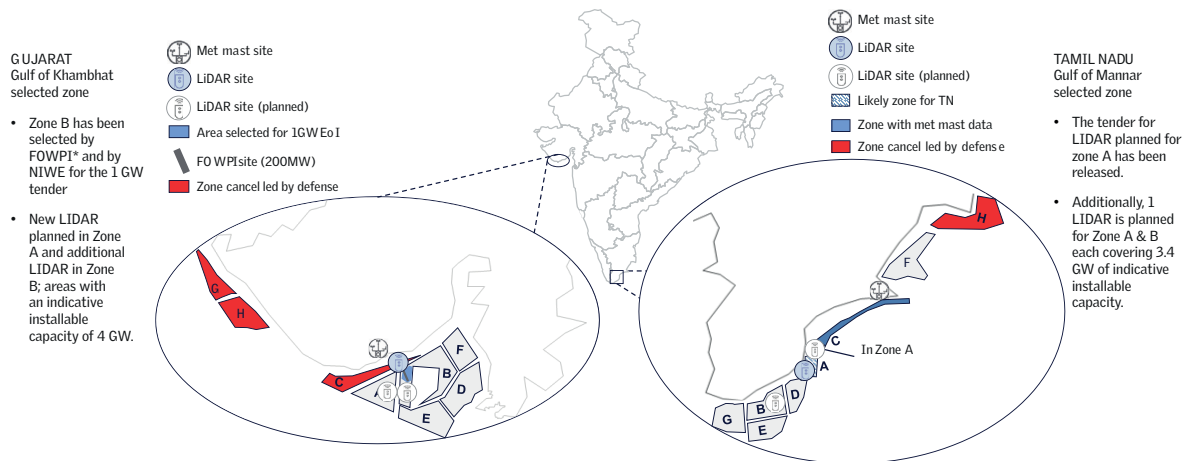 GUJARAT
Gulf of Khambhat
selected zone
• Zone B has been
selected by
FOWPI* and by
NIWE for the 1 GW
tender
• New LIDAR
planned in Zone
A and additional
LIDAR in Zone
B; areas with
an indicative
installable
capacity of 4 GW.
Met mast site
LiDAR site
LiDAR site (planned)
Area selected for 1GW EoI
FO WPI site (200MW)
Zone cancel led by defense
G
H
C
A
B
F
D
E
Met mast site
LiDAR site
LiDAR site (planned)
Likely zone for TN
Zone with met mast data
Zone cancel led by defense
H
F
C
In Zone A
A
D
B
G
E
TAMIL NADU
Gulf of Mannar
selected zone
• The tender for
LIDAR planned for
zone A has been
released.
• Additionally, 1
LIDAR is planned
for Zone A & B
each covering 3.4
GW of indicative
installable
capacity.